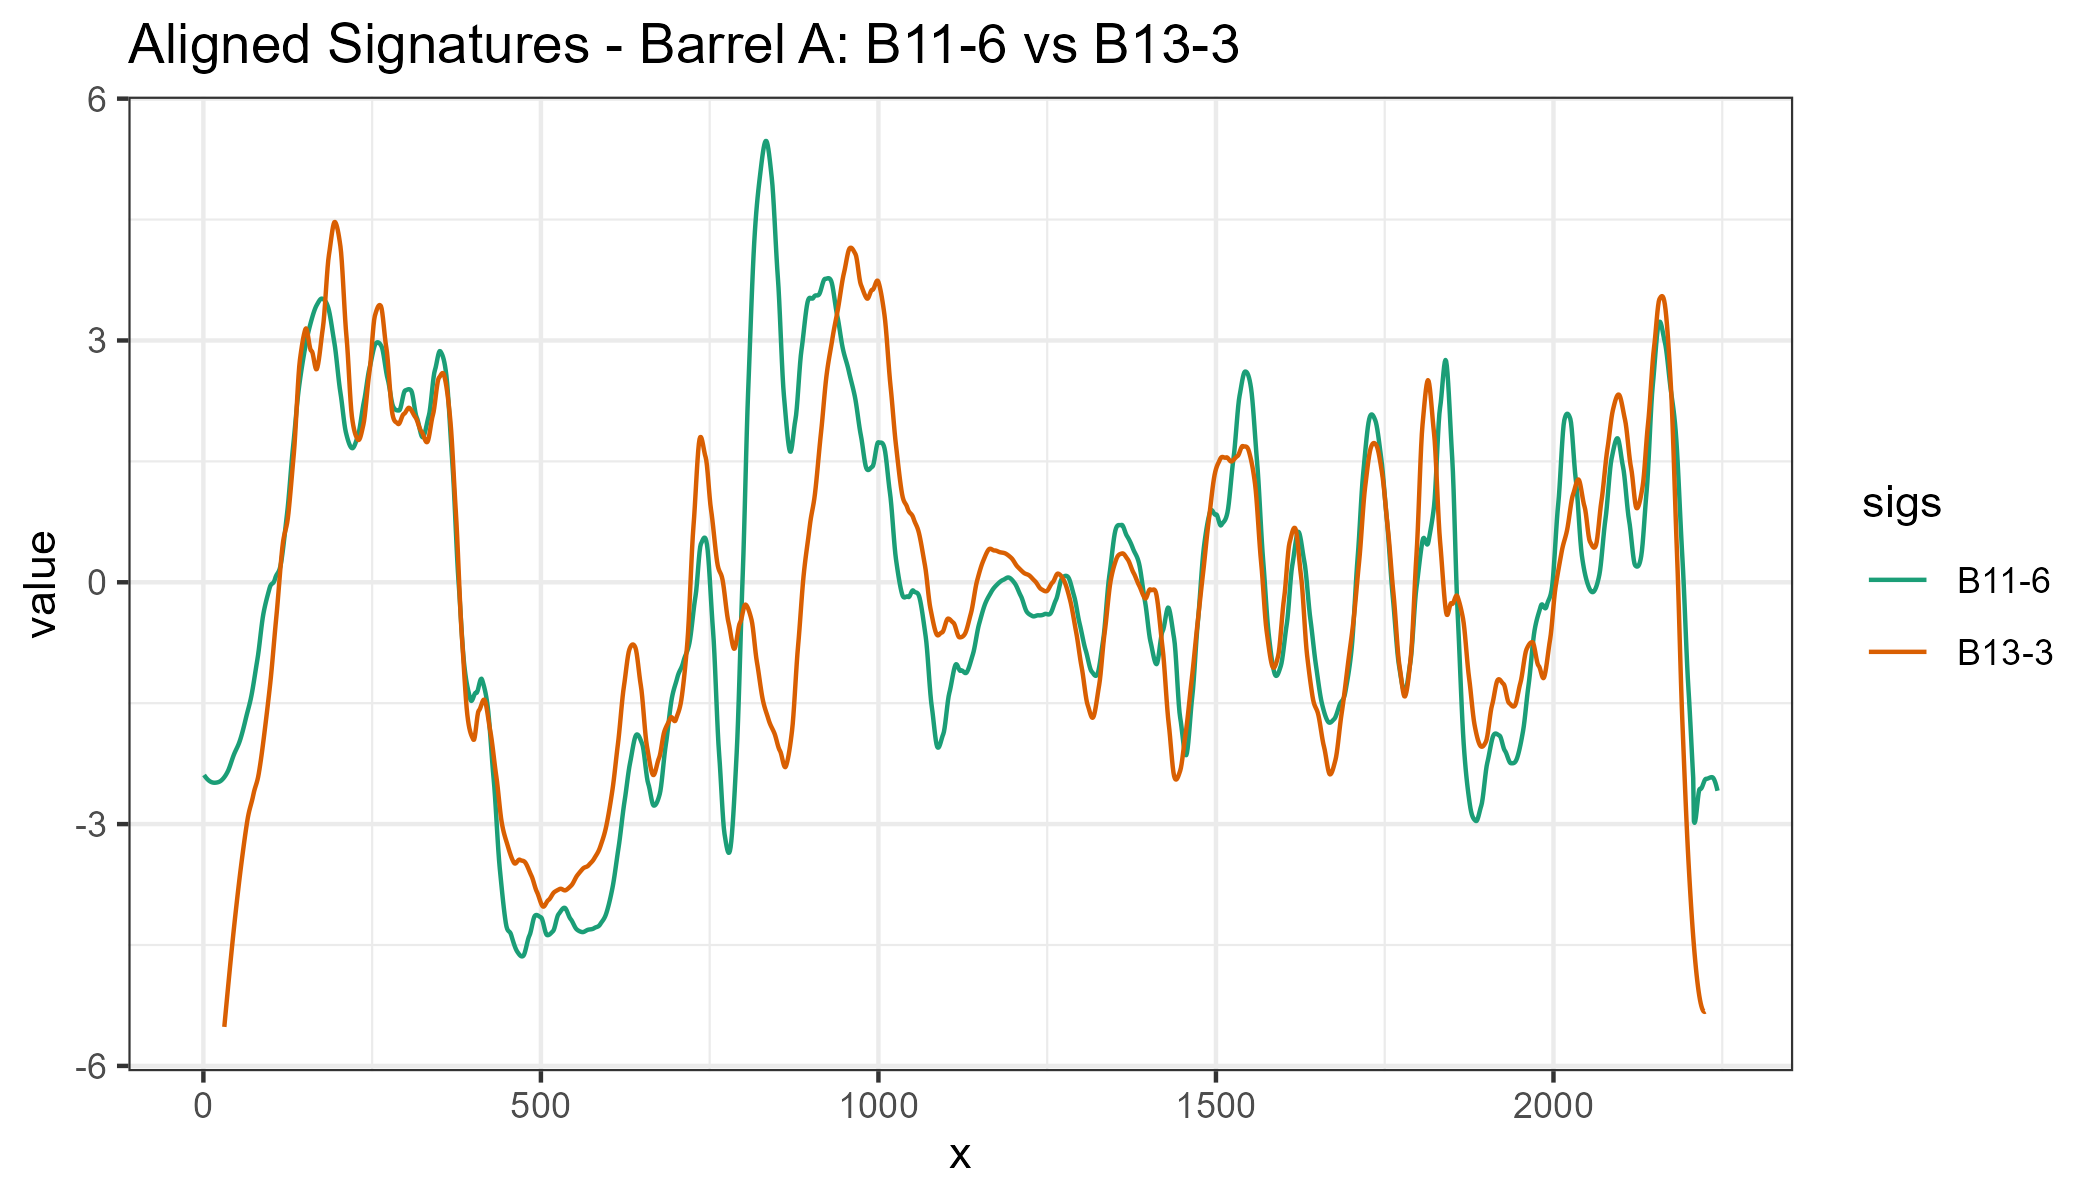 Aligned Signatures - Barrel A: B11-6 vs B13-3
6
3
0
-3
-6
value
0 500 1000 1500 2000
x
sigs
B11-6
B13-3